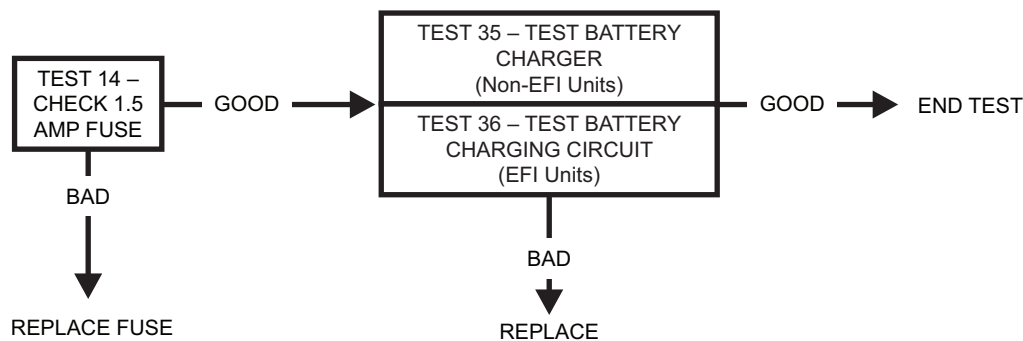 TEST 14 –
CHECK 1.5
AMP FUSE
GOOD
TEST 35 – TEST BATTERY
CHARGER
(Non-EFI Units)
TEST 36 – TEST BATTERY
CHARGING CIRCUIT
(EFI Units)
GOOD
END TEST
BAD
REPLACE FUSE
BAD
REPLACE